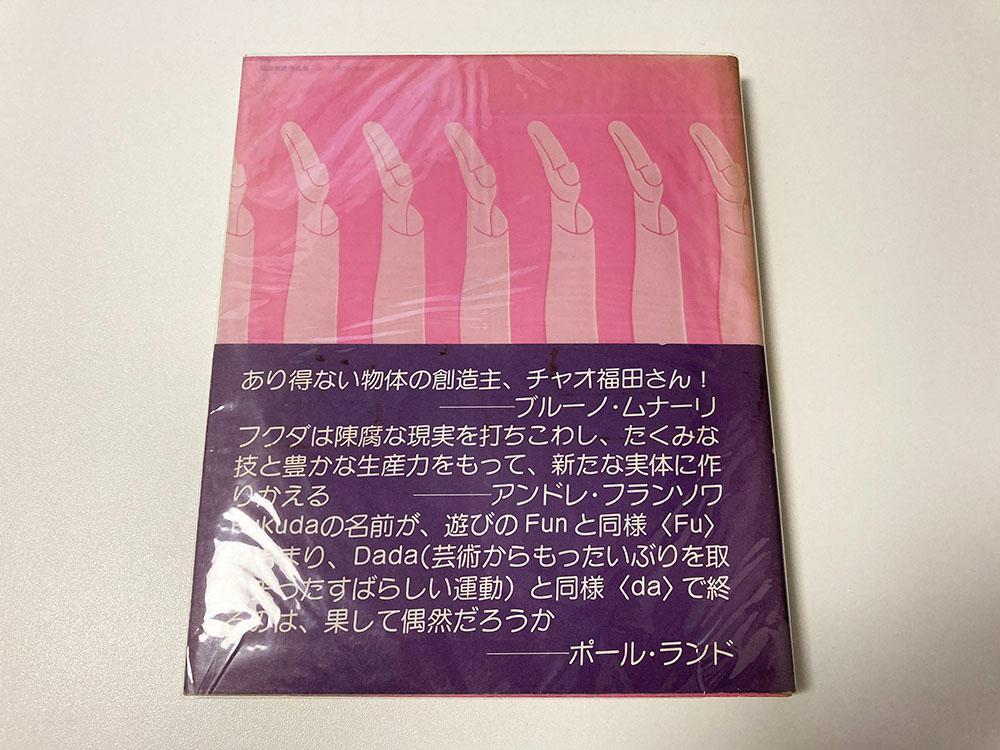 あり得ない物体の創造主、チャオ福田さん!
――ブルーノ・ムナーリ
フクダは陳腐な現実を打ちこわし、たくみな
技と豊かな生産力をもって、新たな実体に作
りかえる ――アンドレ・フランソワ
Fukudaの名前が、遊びのFunと同様〈Fu〉
まり、Dada(芸術からもったいぶりを取
ったすばらしい運動)と同様〈da〉で終
るのは、果して偶然だろうか
――ポール・ランド